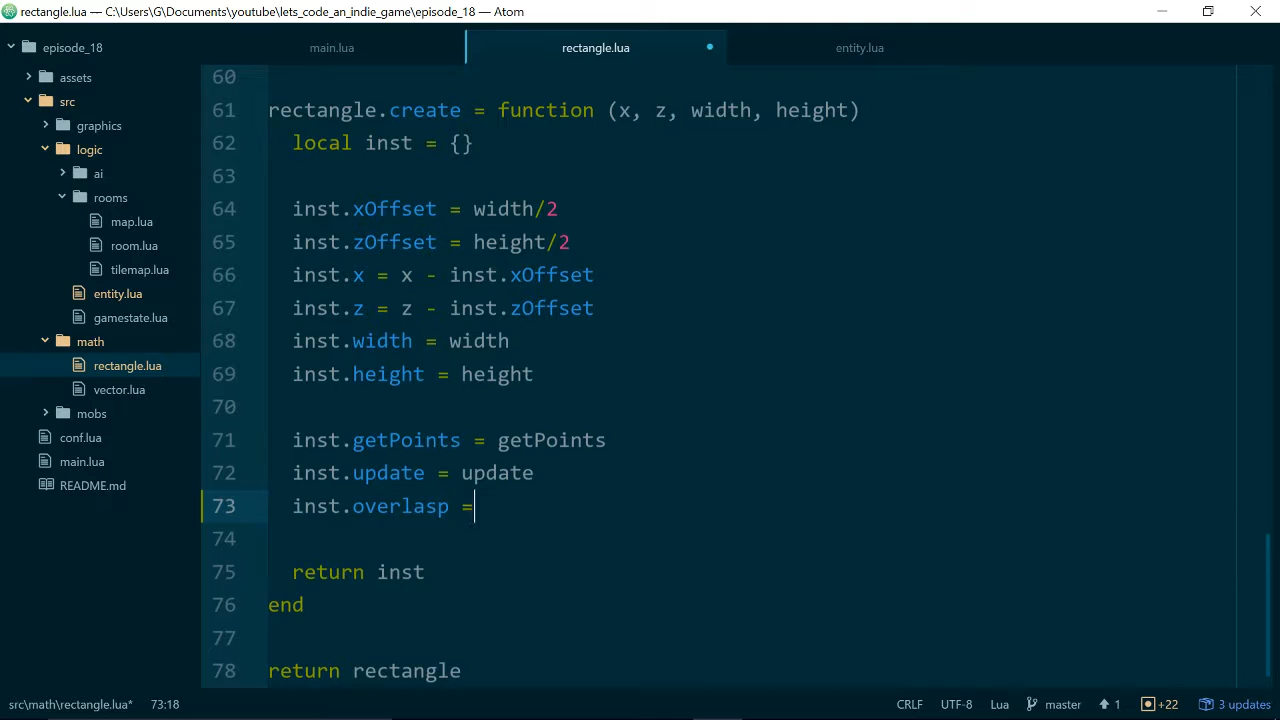 rectangle.lua — C:\Users\G\Documents\youtube\lets_code_an_indie_game\episode_18 — Atom
episode_18
main.lua
rectangle.lua
entity.lua
assets
src
graphics
logic
ai
rooms
map.lua
room.lua
tilemap.lua
entity.lua
gamestate.lua
math
rectangle.lua
vector.lua
mobs
conf.lua
main.lua
README.md
60
61 rectangle.create = function (x, z, width, height)
62 local inst = {}
63
64 inst.xOffset = width/2
65 inst.zOffset = height/2
66 inst.x = x - inst.xOffset
67 inst.z = z - inst.zOffset
68 inst.width = width
69 inst.height = height
70
71 inst.getPoints = getPoints
72 inst.update = update
73 inst.overlasp =
74
75 return inst
76 end
77
78 return rectangle
src\math\rectangle.lua* 73:18 CRLF UTF-8 Lua master 1 +22 3 updates